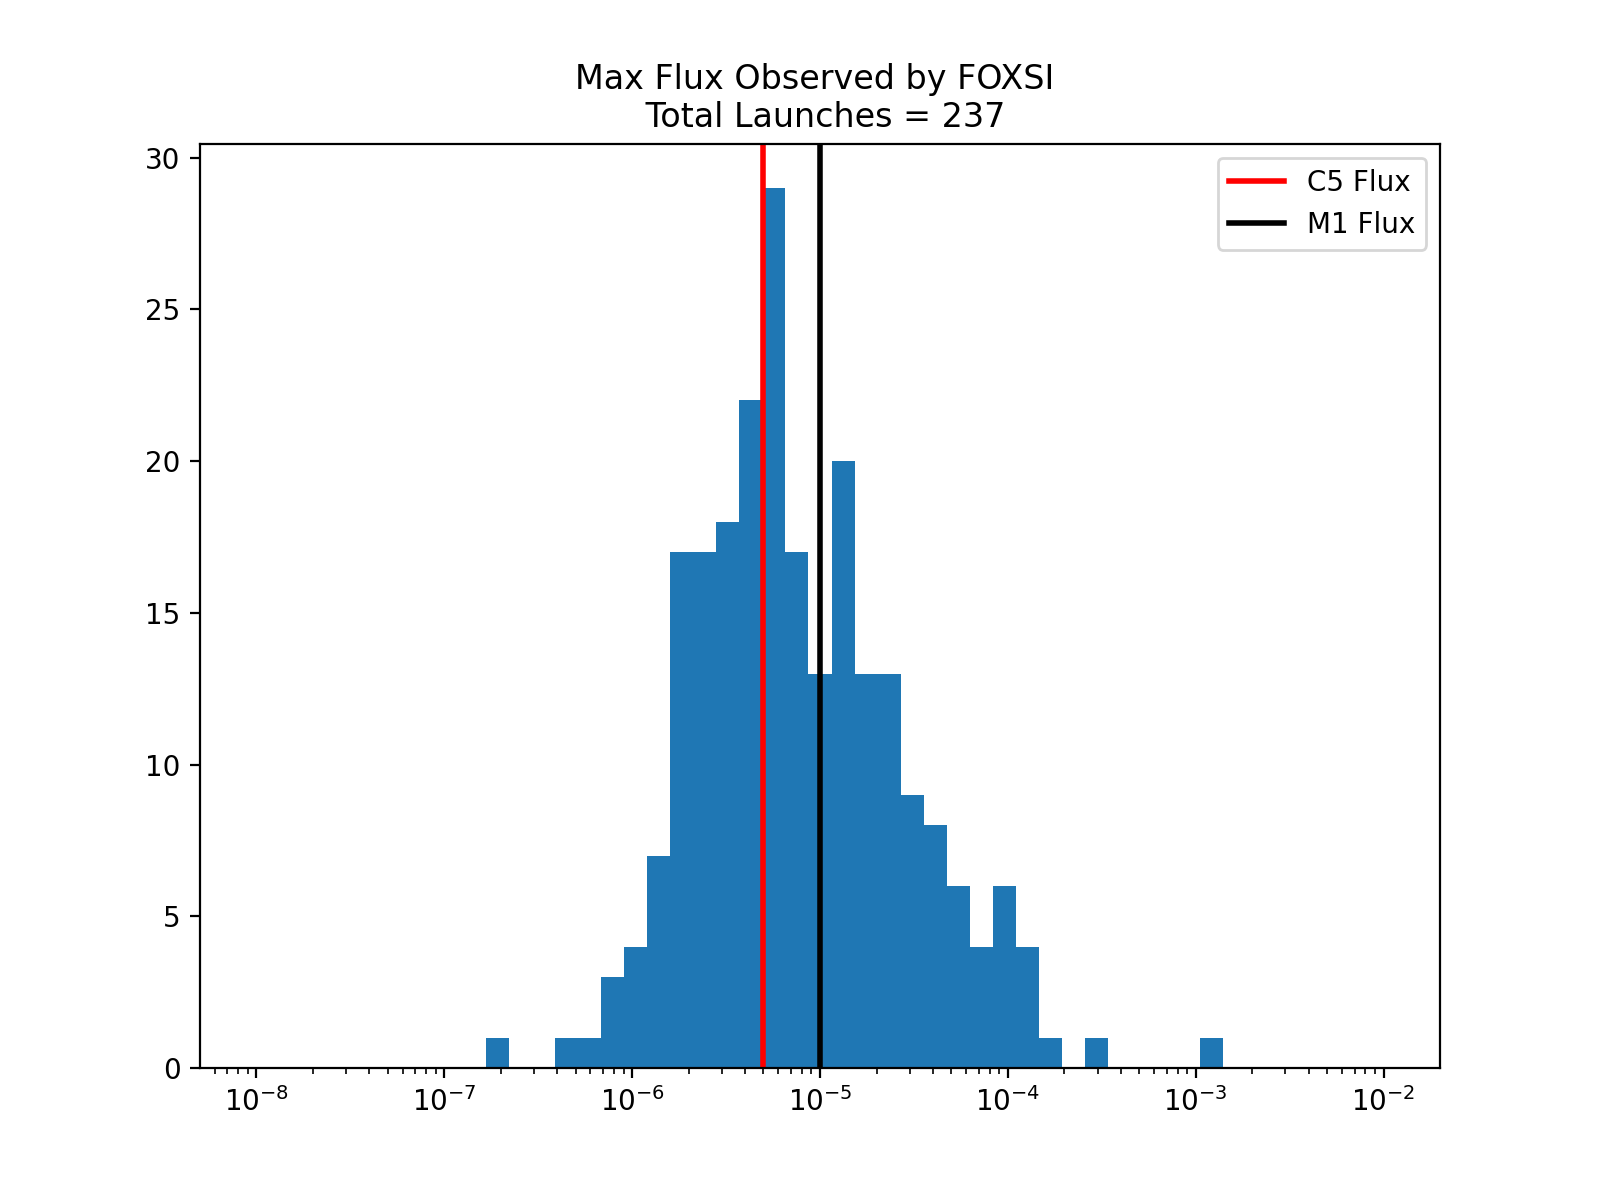 Max Flux Observed by FOXSI
Total Launches = 237
C5 Flux
M1 Flux
30
25
20
15
10
5
0
10⁻⁸ 10⁻⁷ 10⁻⁶ 10⁻⁵ 10⁻⁴ 10⁻³ 10⁻²